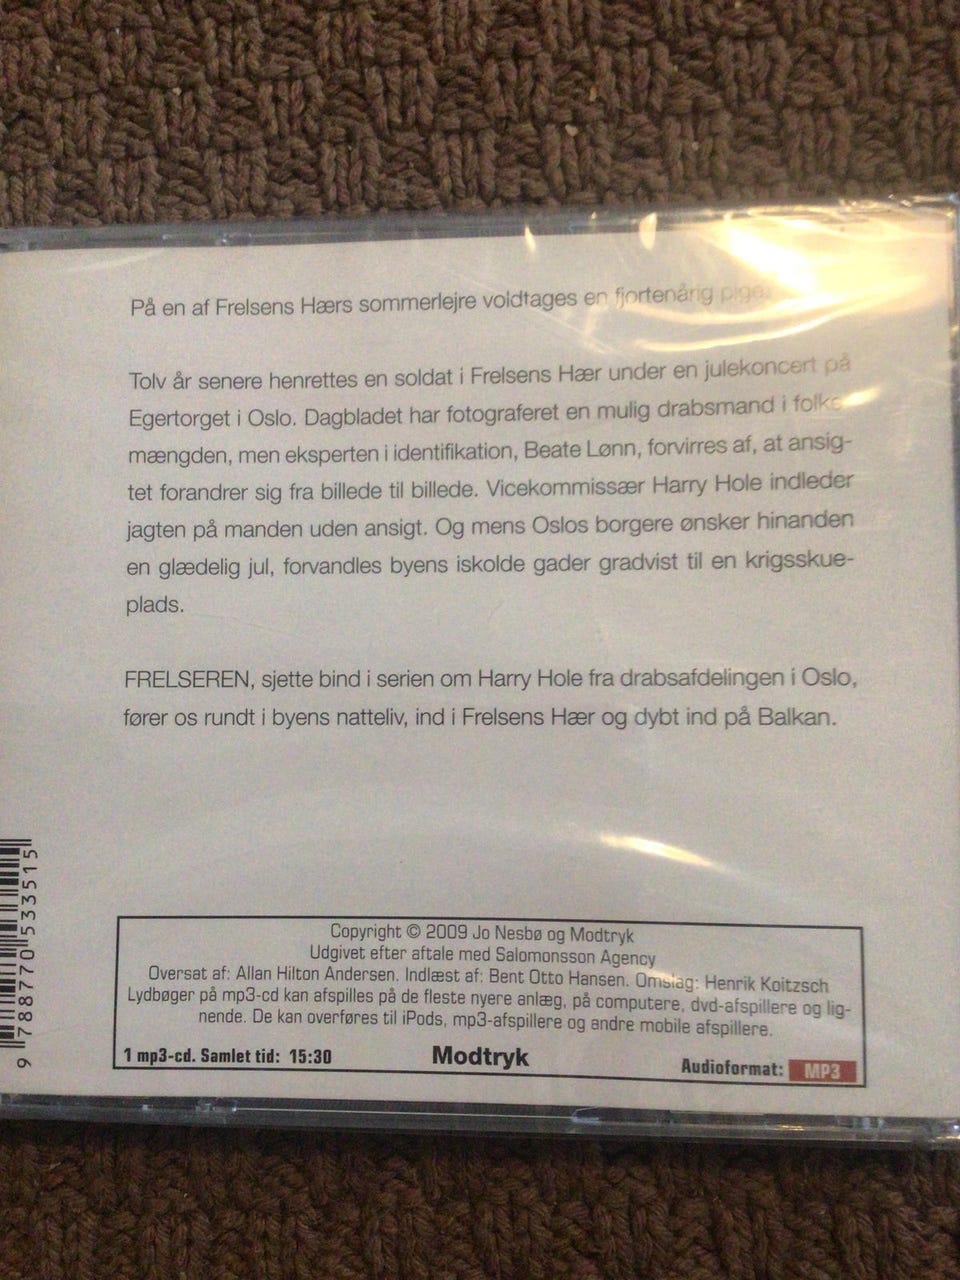 På en af Frelsens Hærs sommerlejre voldtages en fjortenårig pige.
Tolv år senere henrettes en soldat i Frelsens Hær under en julekoncert på
Egertorget i Oslo. Dagbladet har fotograferet en mulig drabsmand i folke-
mængden, men eksperten i identifikation, Beate Lønn, forvirres af, at ansig-
tet forandrer sig fra billede til billede. Vicekommissær Harry Hole indleder
jagten på manden uden ansigt. Og mens Oslos borgere ønsker hinanden
en glædelig jul, forvandles byens iskolde gader gradvist til en krigsskue-
plads.
FRELSEREN, sjette bind i serien om Harry Hole fra drabsafdelingen i Oslo,
fører os rundt i byens natteliv, ind i Frelsens Hær og dybt ind på Balkan.
9 788770 533515
Copyright © 2009 Jo Nesbø og Modtryk
Udgivet efter aftale med Salomonsson Agency
Oversat af: Allan Hilton Andersen. Indlæst af: Bent Otto Hansen. Omslag: Henrik Koitzsch
Lydbøger på mp3-cd kan afspilles på de fleste nyere anlæg, på computere, dvd-afspillere og lig-
nende. De kan overføres til iPods, mp3-afspillere og andre mobile afspillere.
1 mp3-cd. Samlet tid: 15:30 Modtryk Audioformat: MP3